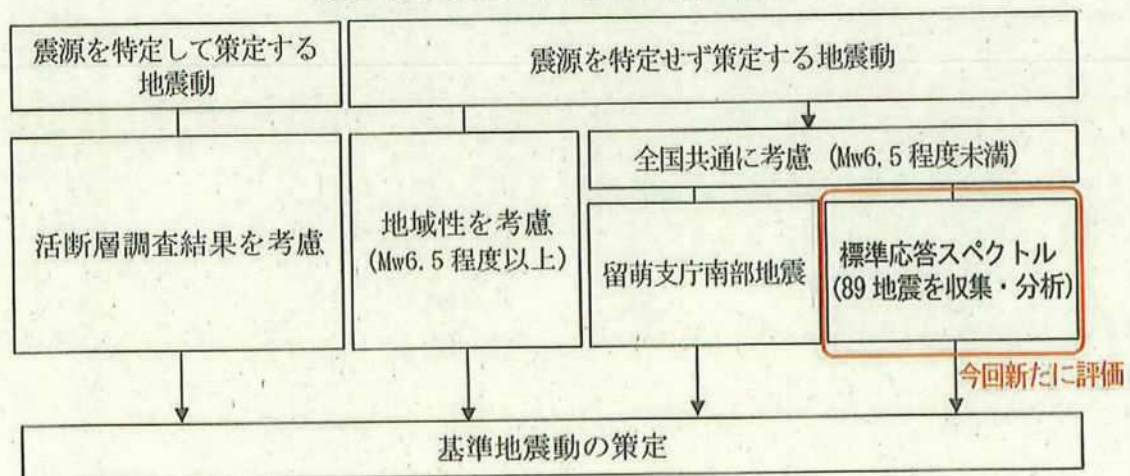 震源を特定して策定する
地震動
震源を特定せず策定する地震動
全国共通に考慮 (Mw6.5 程度未満)
活断層調査結果を考慮
地域性を考慮
(Mw6.5 程度以上)
留萌支庁南部地震
標準応答スペクトル
(89 地震を収集・分析)
今回新たに評価
基準地震動の策定